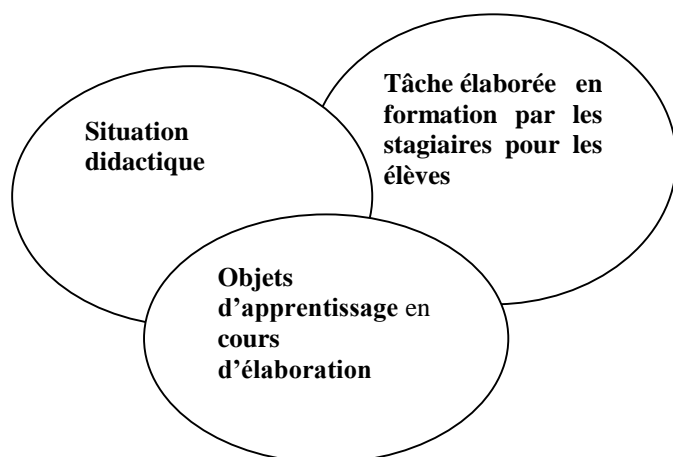 Situation
didactique
Tâche élaborée en
formation par les
stagiaires pour les
élèves
Objets
d’apprentissage en
cours
d’élaboration